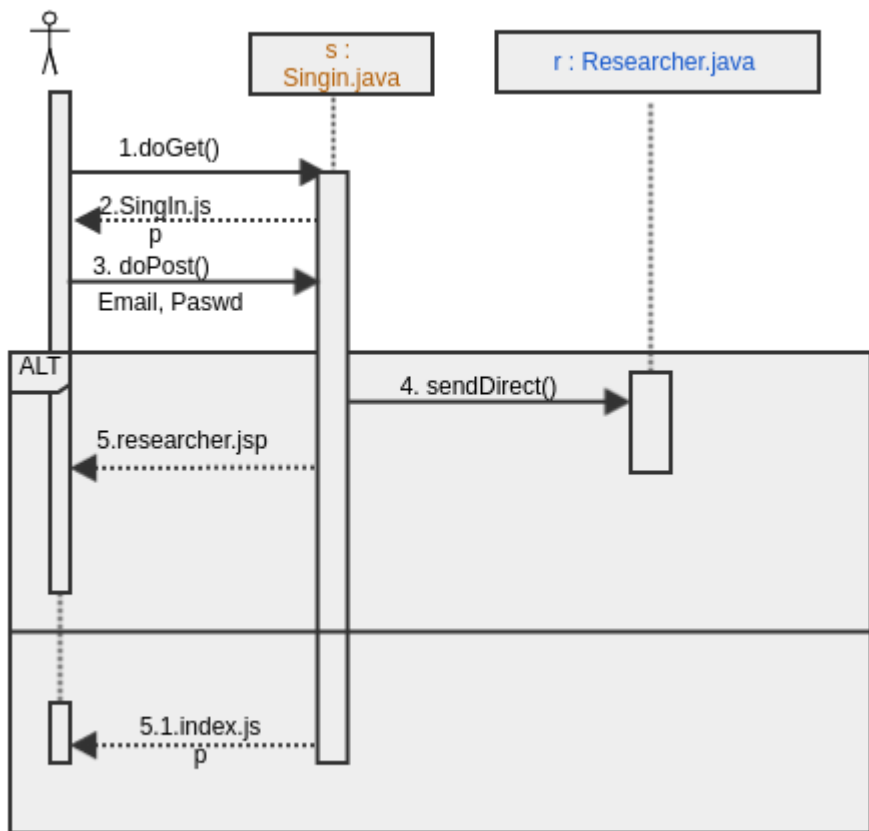 s :
Singin.java
r : Researcher.java
1.doGet()
2.SingIn.js
p
3. doPost()
Email, Paswd
ALT
4. sendDirect()
5.researcher.jsp
5.1.index.js
p